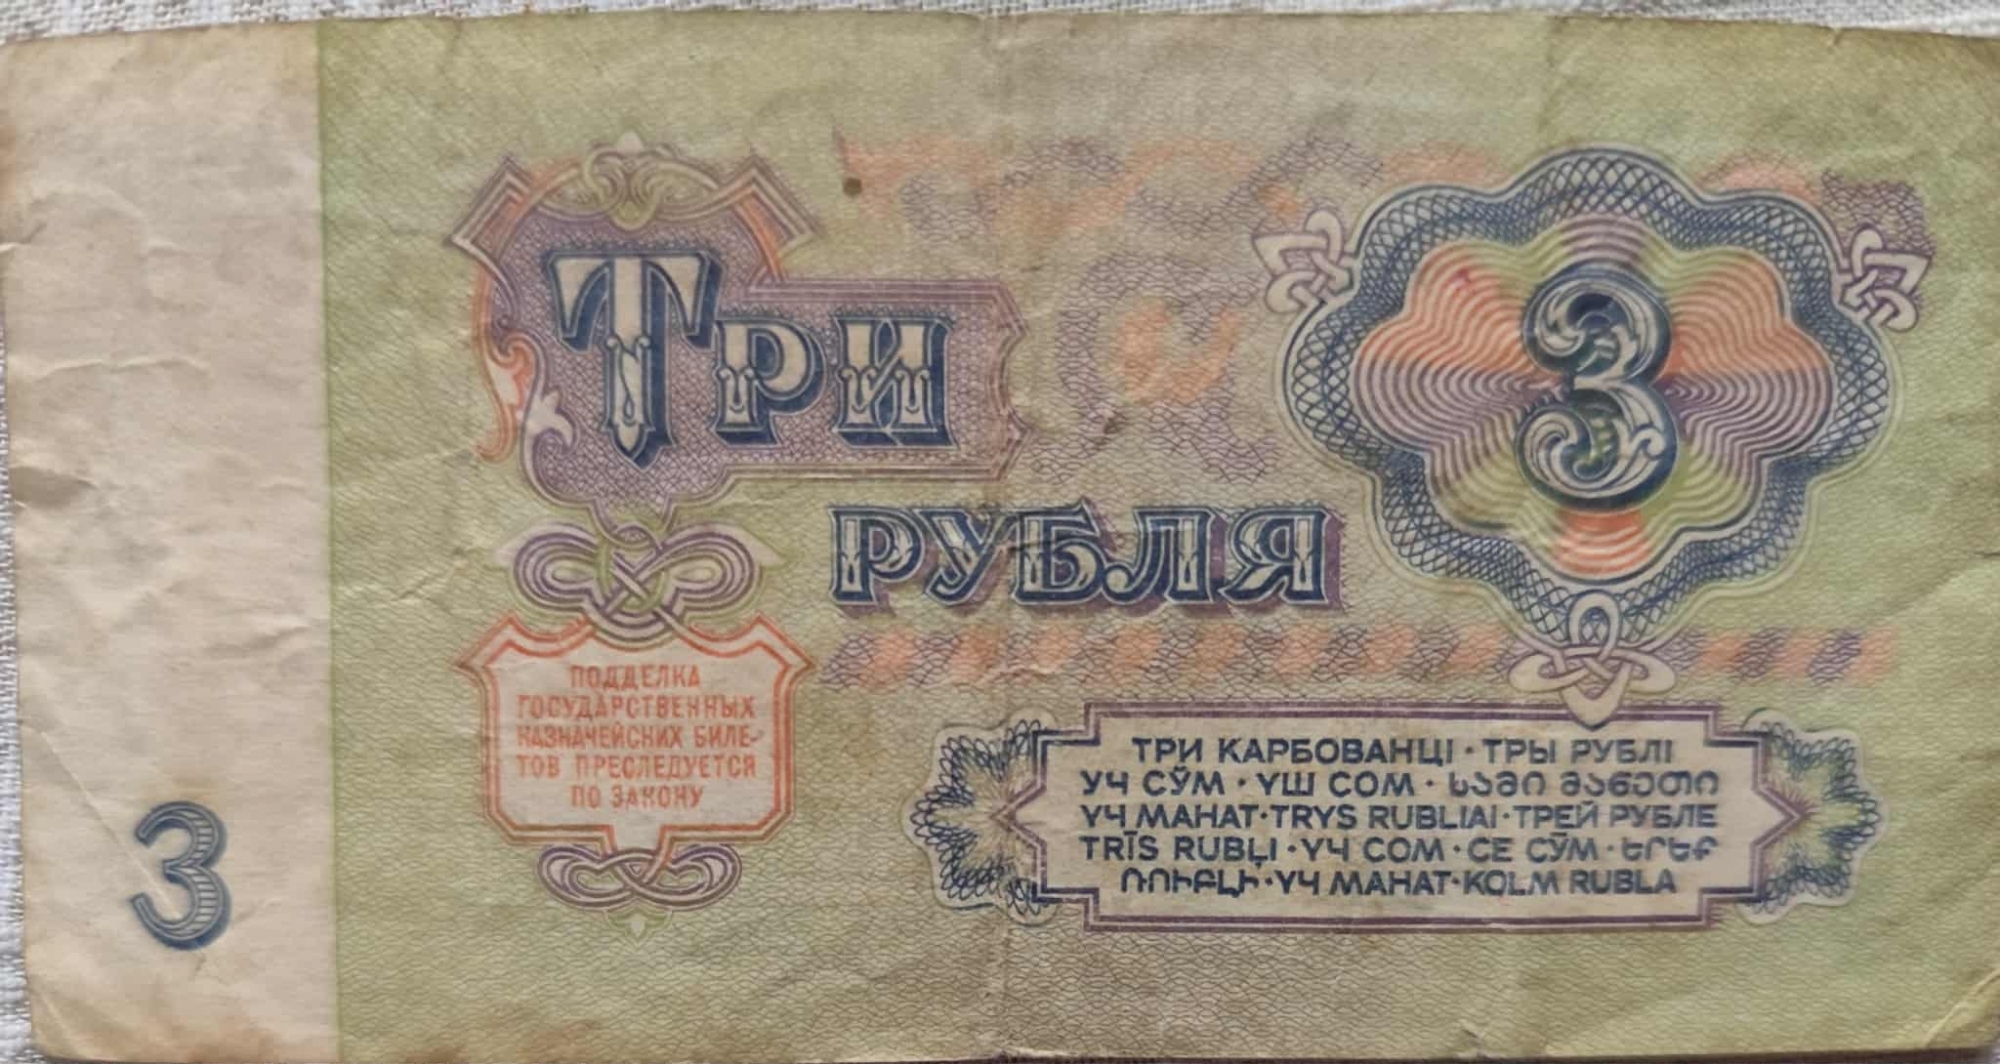 ТРИ
3
РУБЛЯ
ПОДДЕЛКА
ГОСУДАРСТВЕННЫХ
КАЗНАЧЕЙСКИХ БИЛЕ-
ТОВ ПРЕСЛЕДУЕТСЯ
ПО ЗАКОНУ
3
ТРИ КАРБОВАНЦІ · ТРЫ РУБЛІ
УЧ СЎМ · ҮШ СОМ · ᲡᲐᲛᲘ ᲛᲐᲜᲔᲗᲘ
ҮЧ МАНАТ · TRYS RUBLIAI · ТРЕЙ РУБЛЕ
TRĪS RUBĻI · ҮЧ СОМ · СЕ СӮМ · ԵՐԵՔ
ՌՈՒԲԼԻ · ҮЧ МАНАТ · KOLM RUBLA